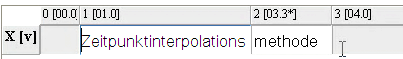 0 [00.0] 1 [01.0] 2 [03.3*] 3 [04.0]
X [v] Zeitpunktinterpolations methode